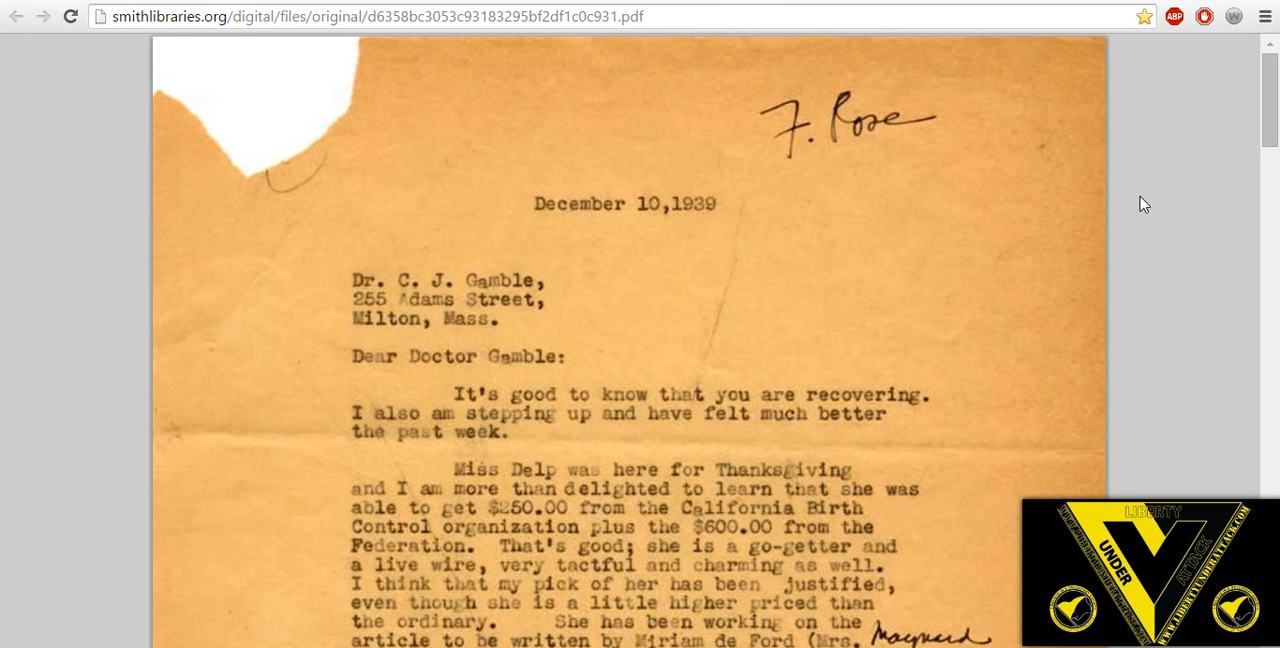 smithlibraries.org/digital/files/original/d6358bc3053c93183295bf2df1c0c931.pdf
ABP
W
F. Rose
December 10,1939
Dr. C. J. Gamble,
255 Adams Street,
Milton, Mass.
Dear Doctor Gamble:
It's good to know that you are recovering.
I also am stepping up and have felt much better
the past week.
Miss Delp was here for Thanksgiving
and I am more than delighted to learn that she was
able to get $250.00 from the California Birth
Control organization plus the $600.00 from the
Federation. That's good; she is a go-getter and
a live wire, very tactful and charming as well.
I think that my pick of her has been justified,
even though she is a little higher priced than
the ordinary. She has been working on the
article to be written by Miriam de Ford (Mrs. Maynard
LIBERTY
UNDER
ATTACK
WWW.LIBERTYUNDERATTACK.COM